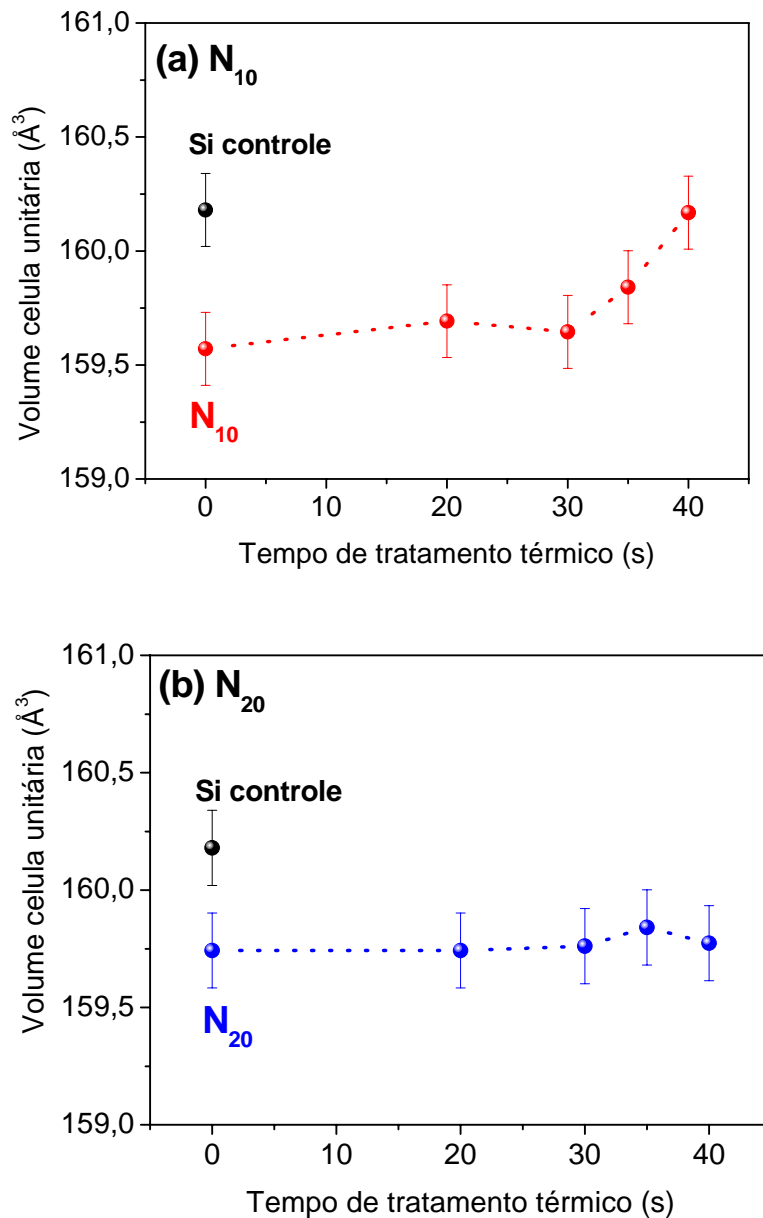 161,0
(a) N10
160,5
Si controle
160,0
159,5
N10
159,0
0 10 20 30 40
Volume celula unitária (Å3)
Tempo de tratamento térmico (s)
161,0
(b) N20
160,5
Si controle
160,0
159,5
N20
159,0
0 10 20 30 40
Volume celula unitária (Å3)
Tempo de tratamento térmico (s)